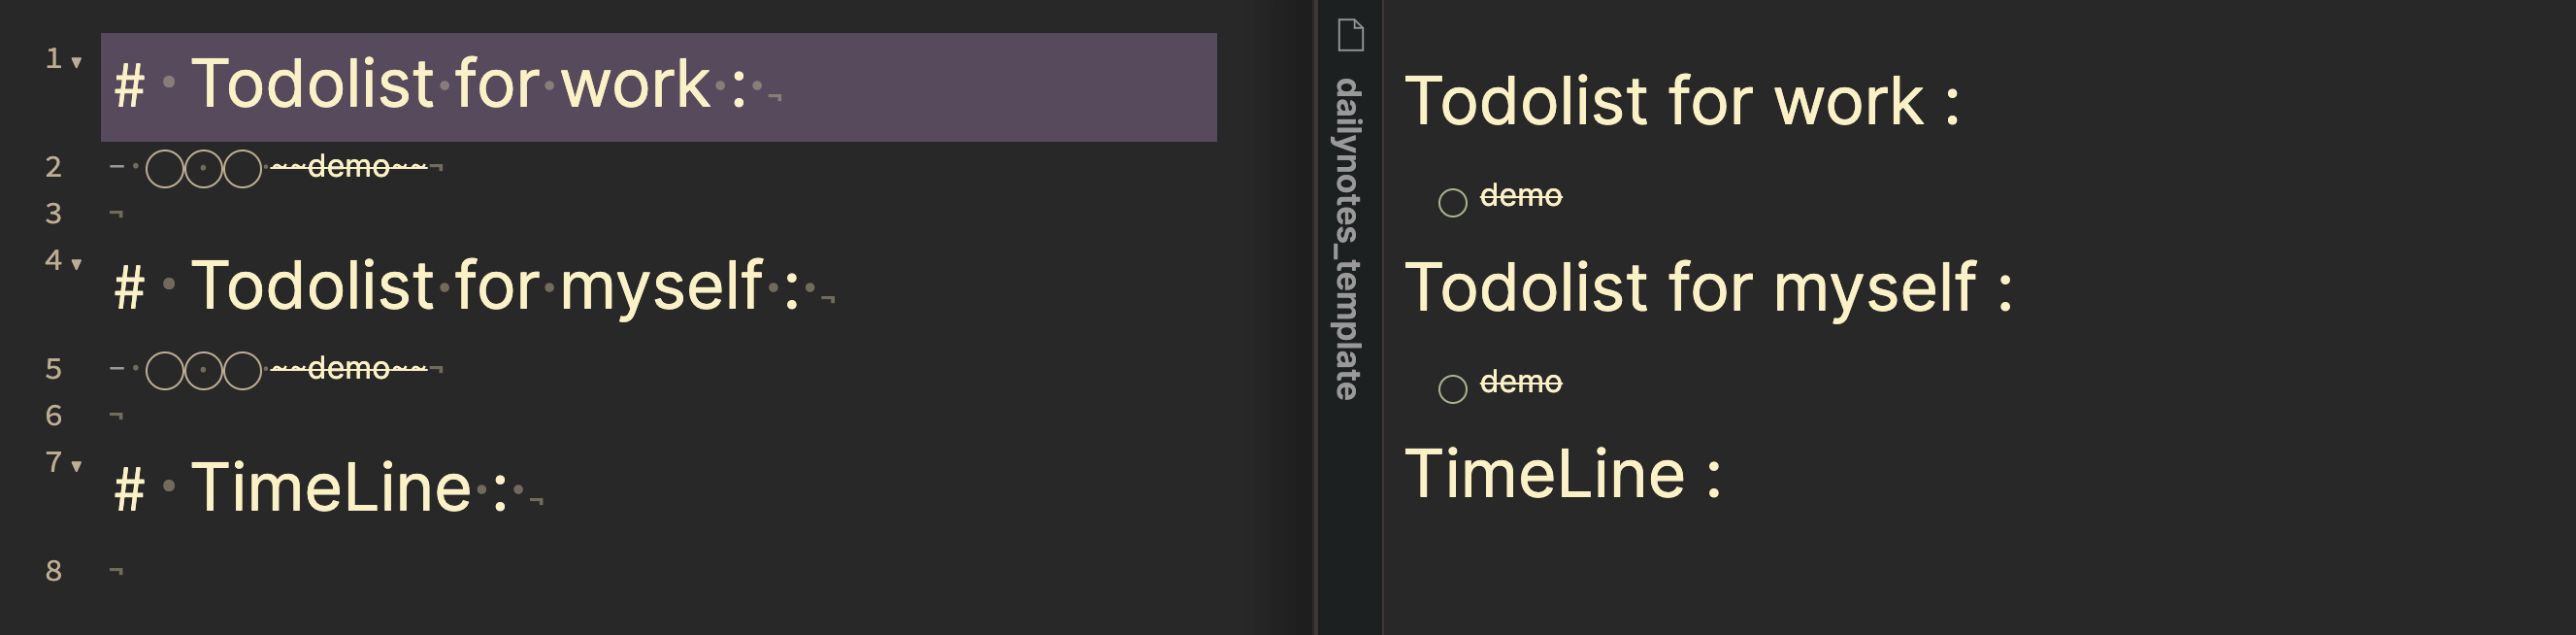 1 # Todolist for work :
2 - [ ] ~~demo~~
3
4 # Todolist for myself :
5 - [ ] ~~demo~~
6
7 # TimeLine :
8
dailynotes_template
Todolist for work :
demo
Todolist for myself :
demo
TimeLine :